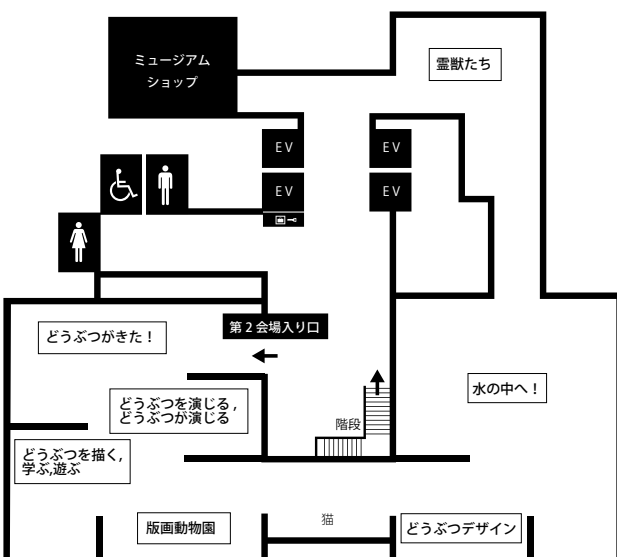 ミュージアム
ショップ
霊獣たち
EV
EV
EV
EV
第2会場入り口
どうぶつがきた！
水の中へ！
どうぶつを演じる,
どうぶつが演じる
階段
どうぶつを描く,
学ぶ,遊ぶ
版画動物園
猫
どうぶつデザイン